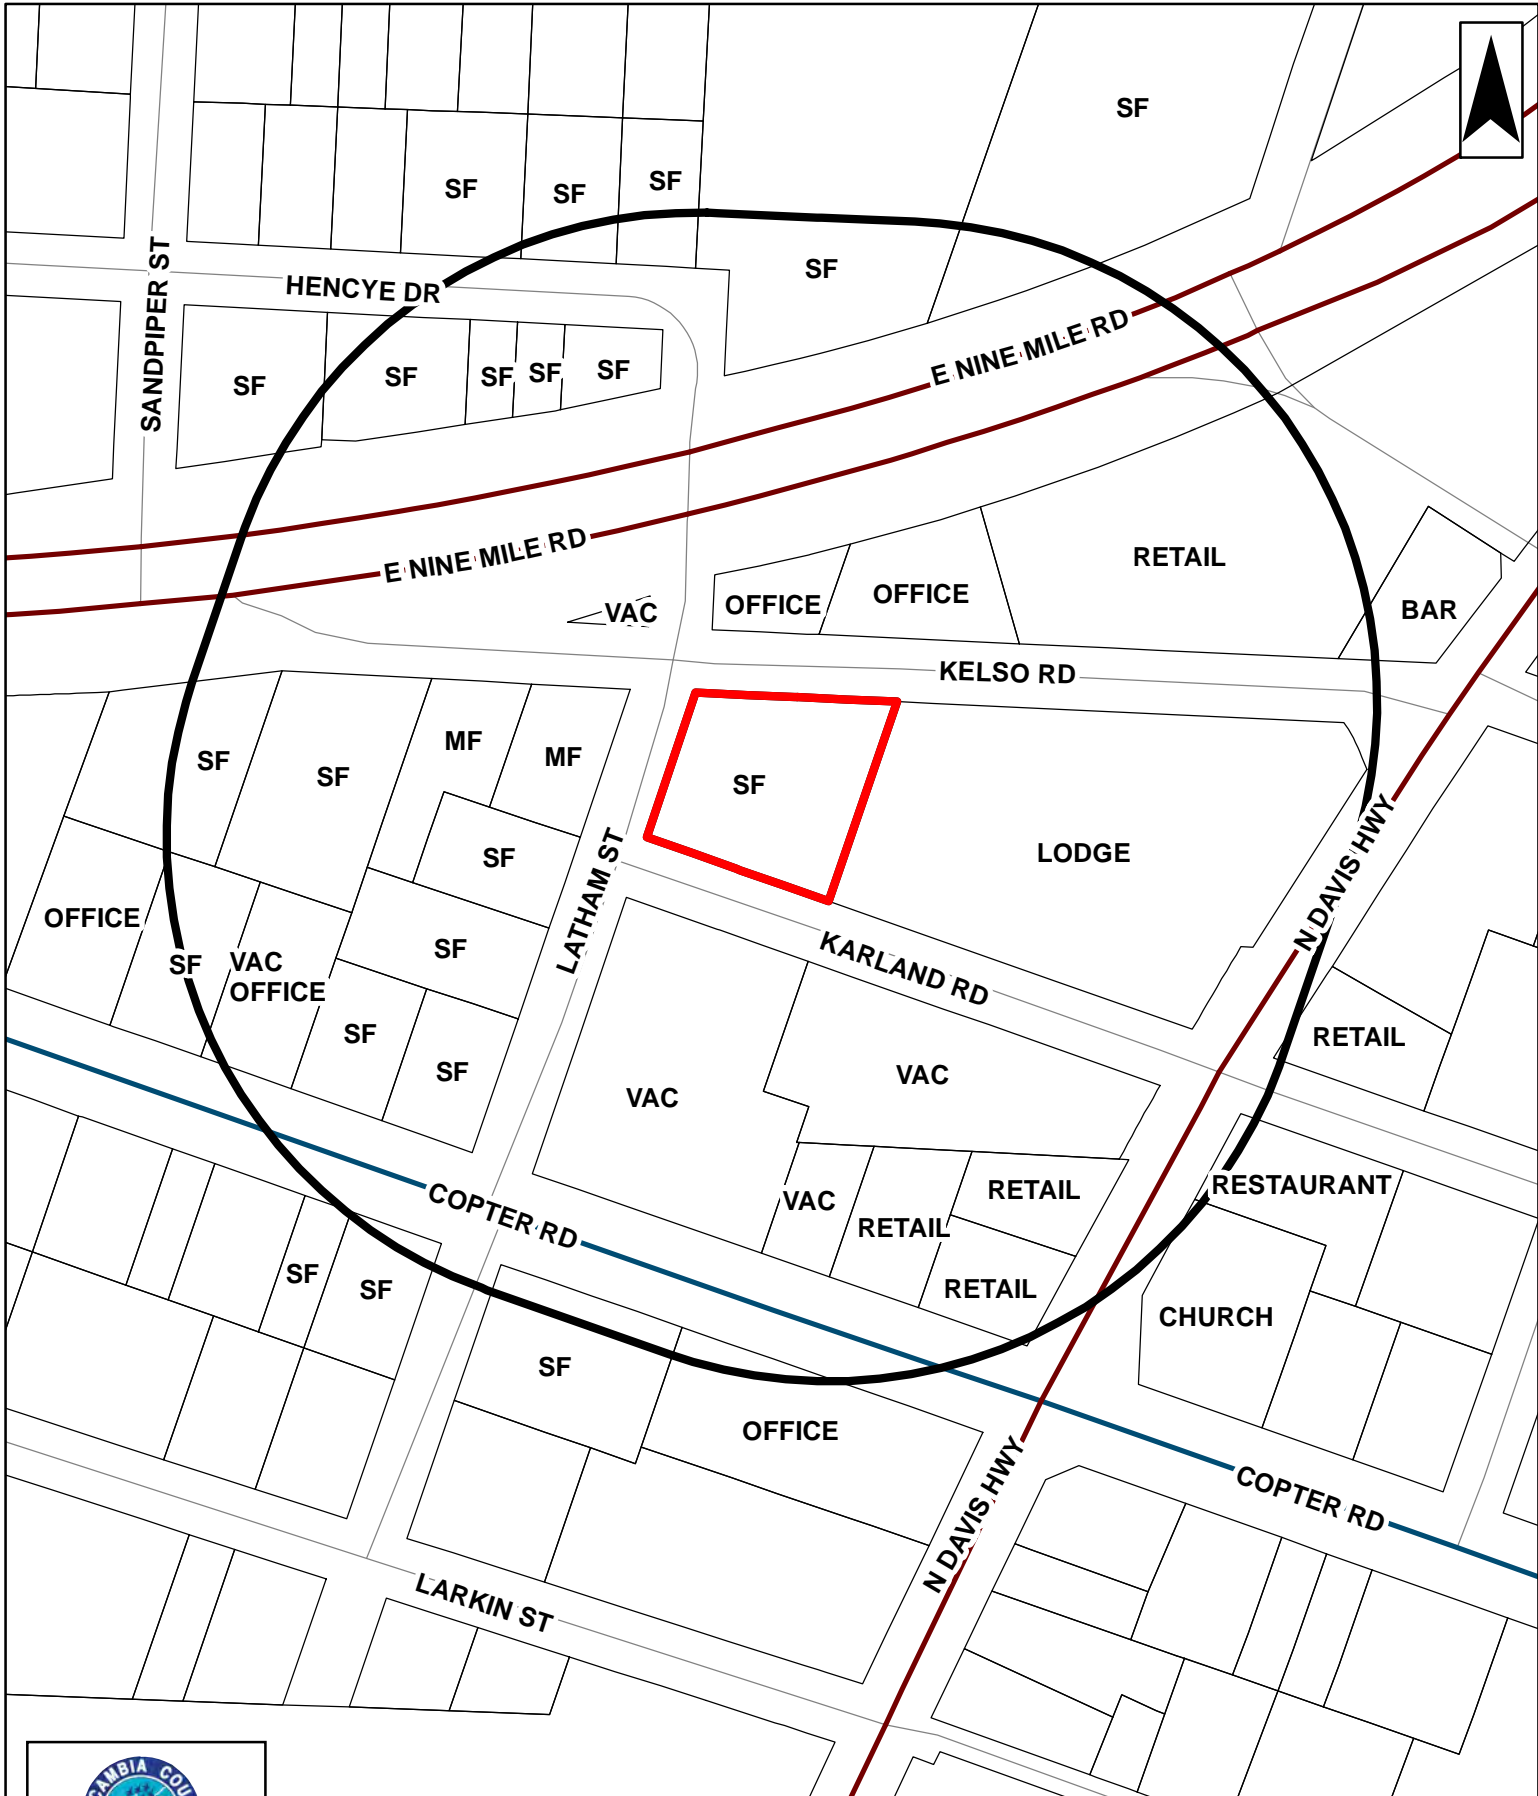 SF
SF
SF
SF
SF
HENCYE DR
SANDPIPER ST
E NINE MILE RD
SF
SF
SF
SF
SF
E NINE MILE RD
RETAIL
OFFICE
OFFICE
VAC
BAR
KELSO RD
MF
MF
SF
SF
SF
LODGE
SF
LATHAM ST
N DAVIS HWY
OFFICE
SF
VAC
OFFICE
SF
KARLAND RD
SF
SF
RETAIL
VAC
VAC
COPTER RD
VAC
RETAIL
RETAIL
RESTAURANT
RETAIL
SF
SF
CHURCH
SF
OFFICE
N DAVIS HWY
COPTER RD
LARKIN ST